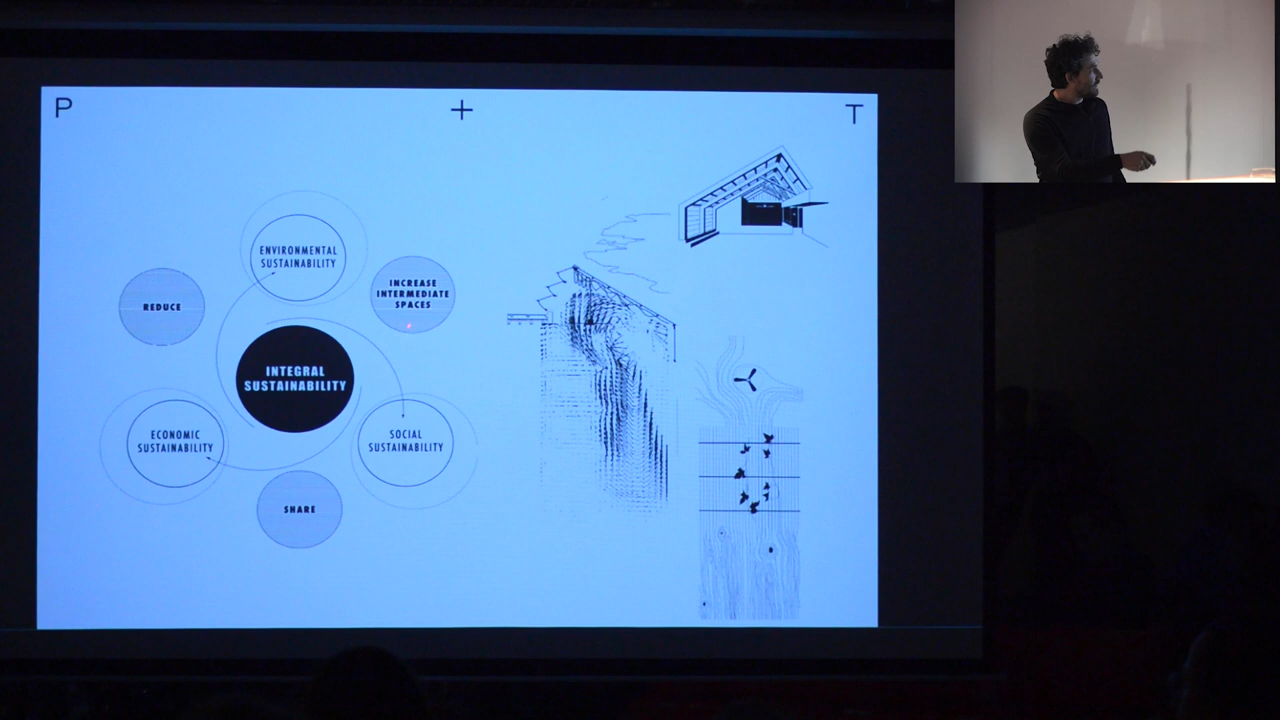 P + T
ENVIRONMENTAL
SUSTAINABILITY
INCREASE
INTERMEDIATE
SPACES
REDUCE
INTEGRAL
SUSTAINABILITY
ECONOMIC
SUSTAINABILITY
SOCIAL
SUSTAINABILITY
SHARE